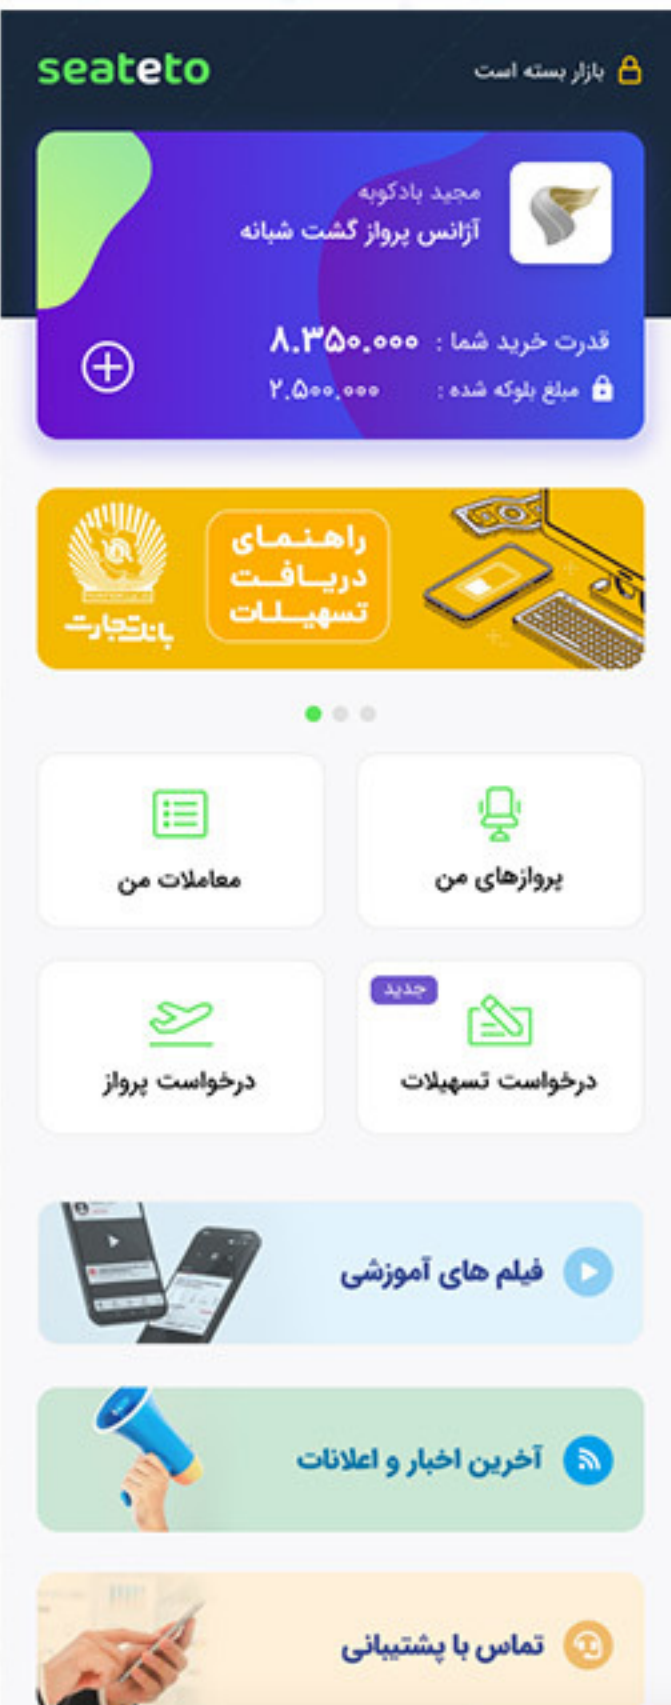 seateto
بازار بسته است
مجید بادکوبه
آژانس پرواز گشت شبانه
قدرت خرید شما : ۸.۳۵۰.۰۰۰
مبلغ بلوکه شده : ۲.۵۰۰.۰۰۰
راهنمای
دریافت
تسهیلات
بانک تجارت
پروازهای من
معاملات من
جدید
درخواست تسهیلات
درخواست پرواز
فیلم های آموزشی
آخرین اخبار و اعلانات
تماس با پشتیبانی